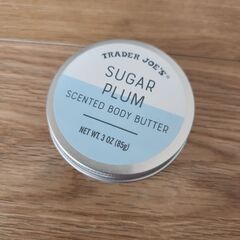 TRADER JOE'S®
SUGAR
PLUM
SCENTED BODY BUTTER
NET WT. 3 OZ (85g)